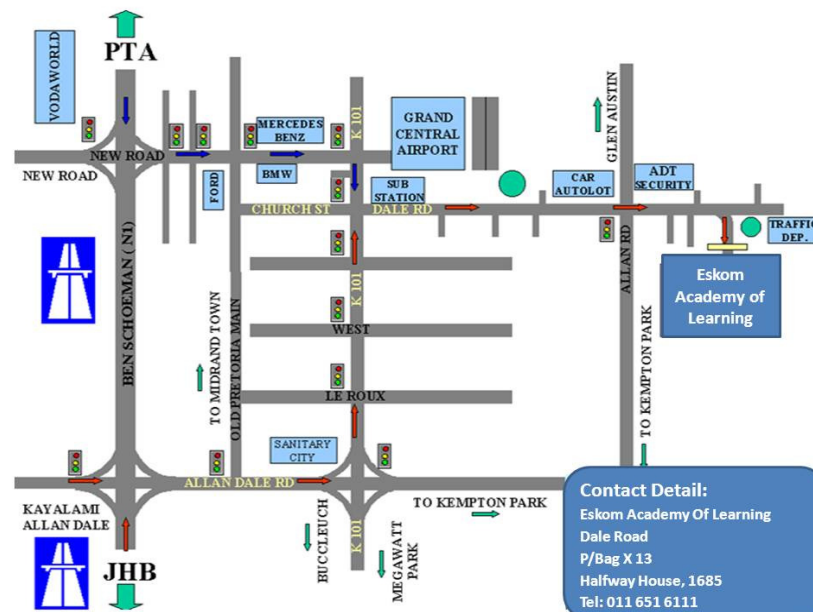 PTA
VODAWORLD
K 101
MERCEDES
BENZ
GRAND
CENTRAL
AIRPORT
GLEN AUSTIN
NEW ROAD
NEW ROAD
FORD
BMW
SUB
STATION
CAR
AUTOLOT
ADT
SECURITY
CHURCH ST
DALE RD
TRAFFIC
DEP.
BEN SCHOEMAN ( N1)
ALLAN RD
Eskom
Academy of
Learning
K 101
WEST
TO MIDRAND TOWN
OLD PRETORIA MAIN
LE ROUX
TO KEMPTON PARK
SANITARY
CITY
ALLAN DALE RD
KAYALAMI
ALLAN DALE
TO KEMPTON PARK
BUCCLEUCH
K 101
MEGAWATT
PARK
JHB
Contact Detail:
Eskom Academy Of Learning
Dale Road
P/Bag X 13
Halfway House, 1685
Tel: 011 651 6111